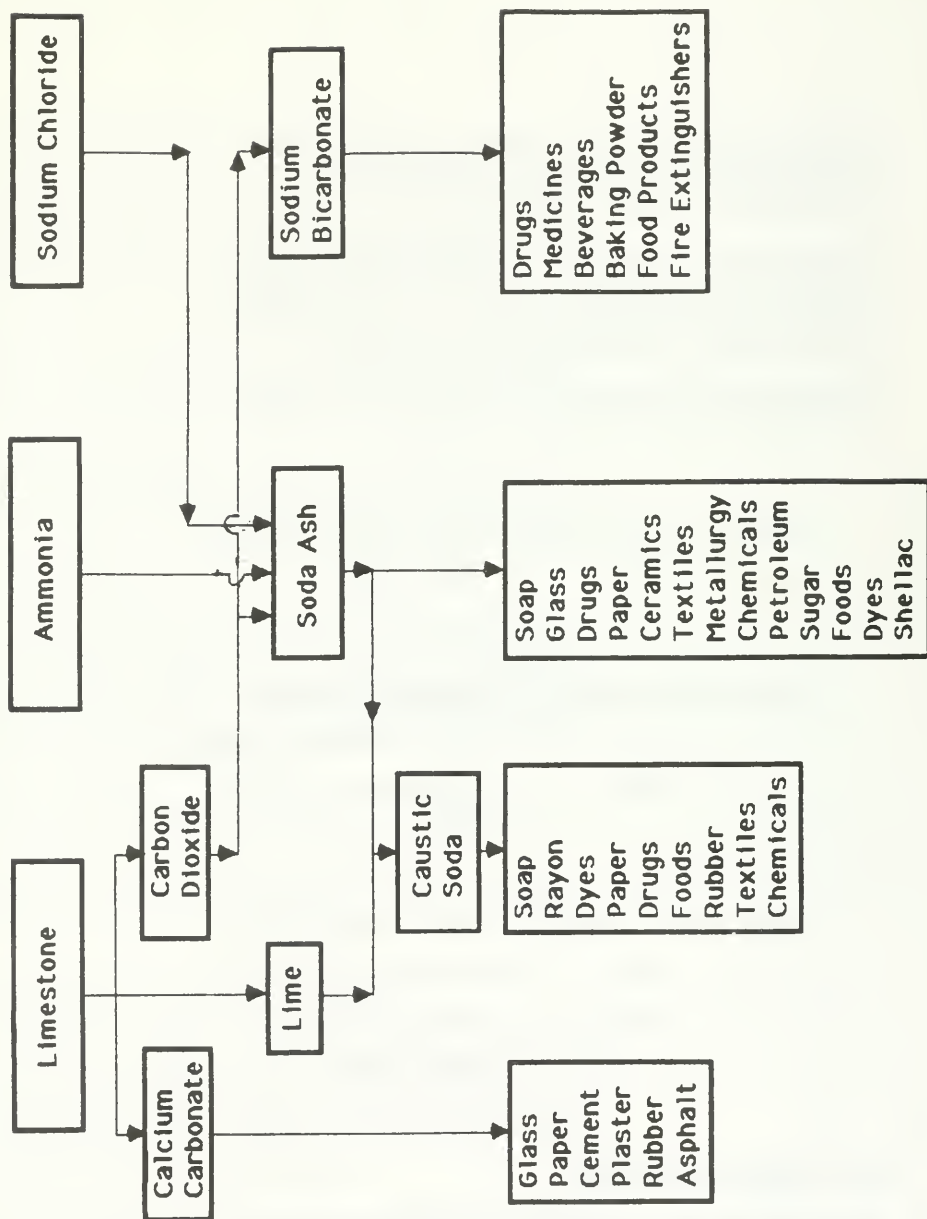 Limestone
Ammonia
Sodium Chloride
Calcium
Carbonate
Carbon
Dioxide
Lime
Soda Ash
Sodium
Bicarbonate
Caustic
Soda
Glass
Paper
Cement
Plaster
Rubber
Asphalt
Soap
Rayon
Dyes
Paper
Drugs
Foods
Rubber
Textiles
Chemicals
Soap
Glass
Drugs
Paper
Ceramics
Textiles
Metallurgy
Chemicals
Petroleum
Sugar
Foods
Dyes
Shellac
Drugs
Medicines
Beverages
Baking Powder
Food Products
Fire Extinguishers